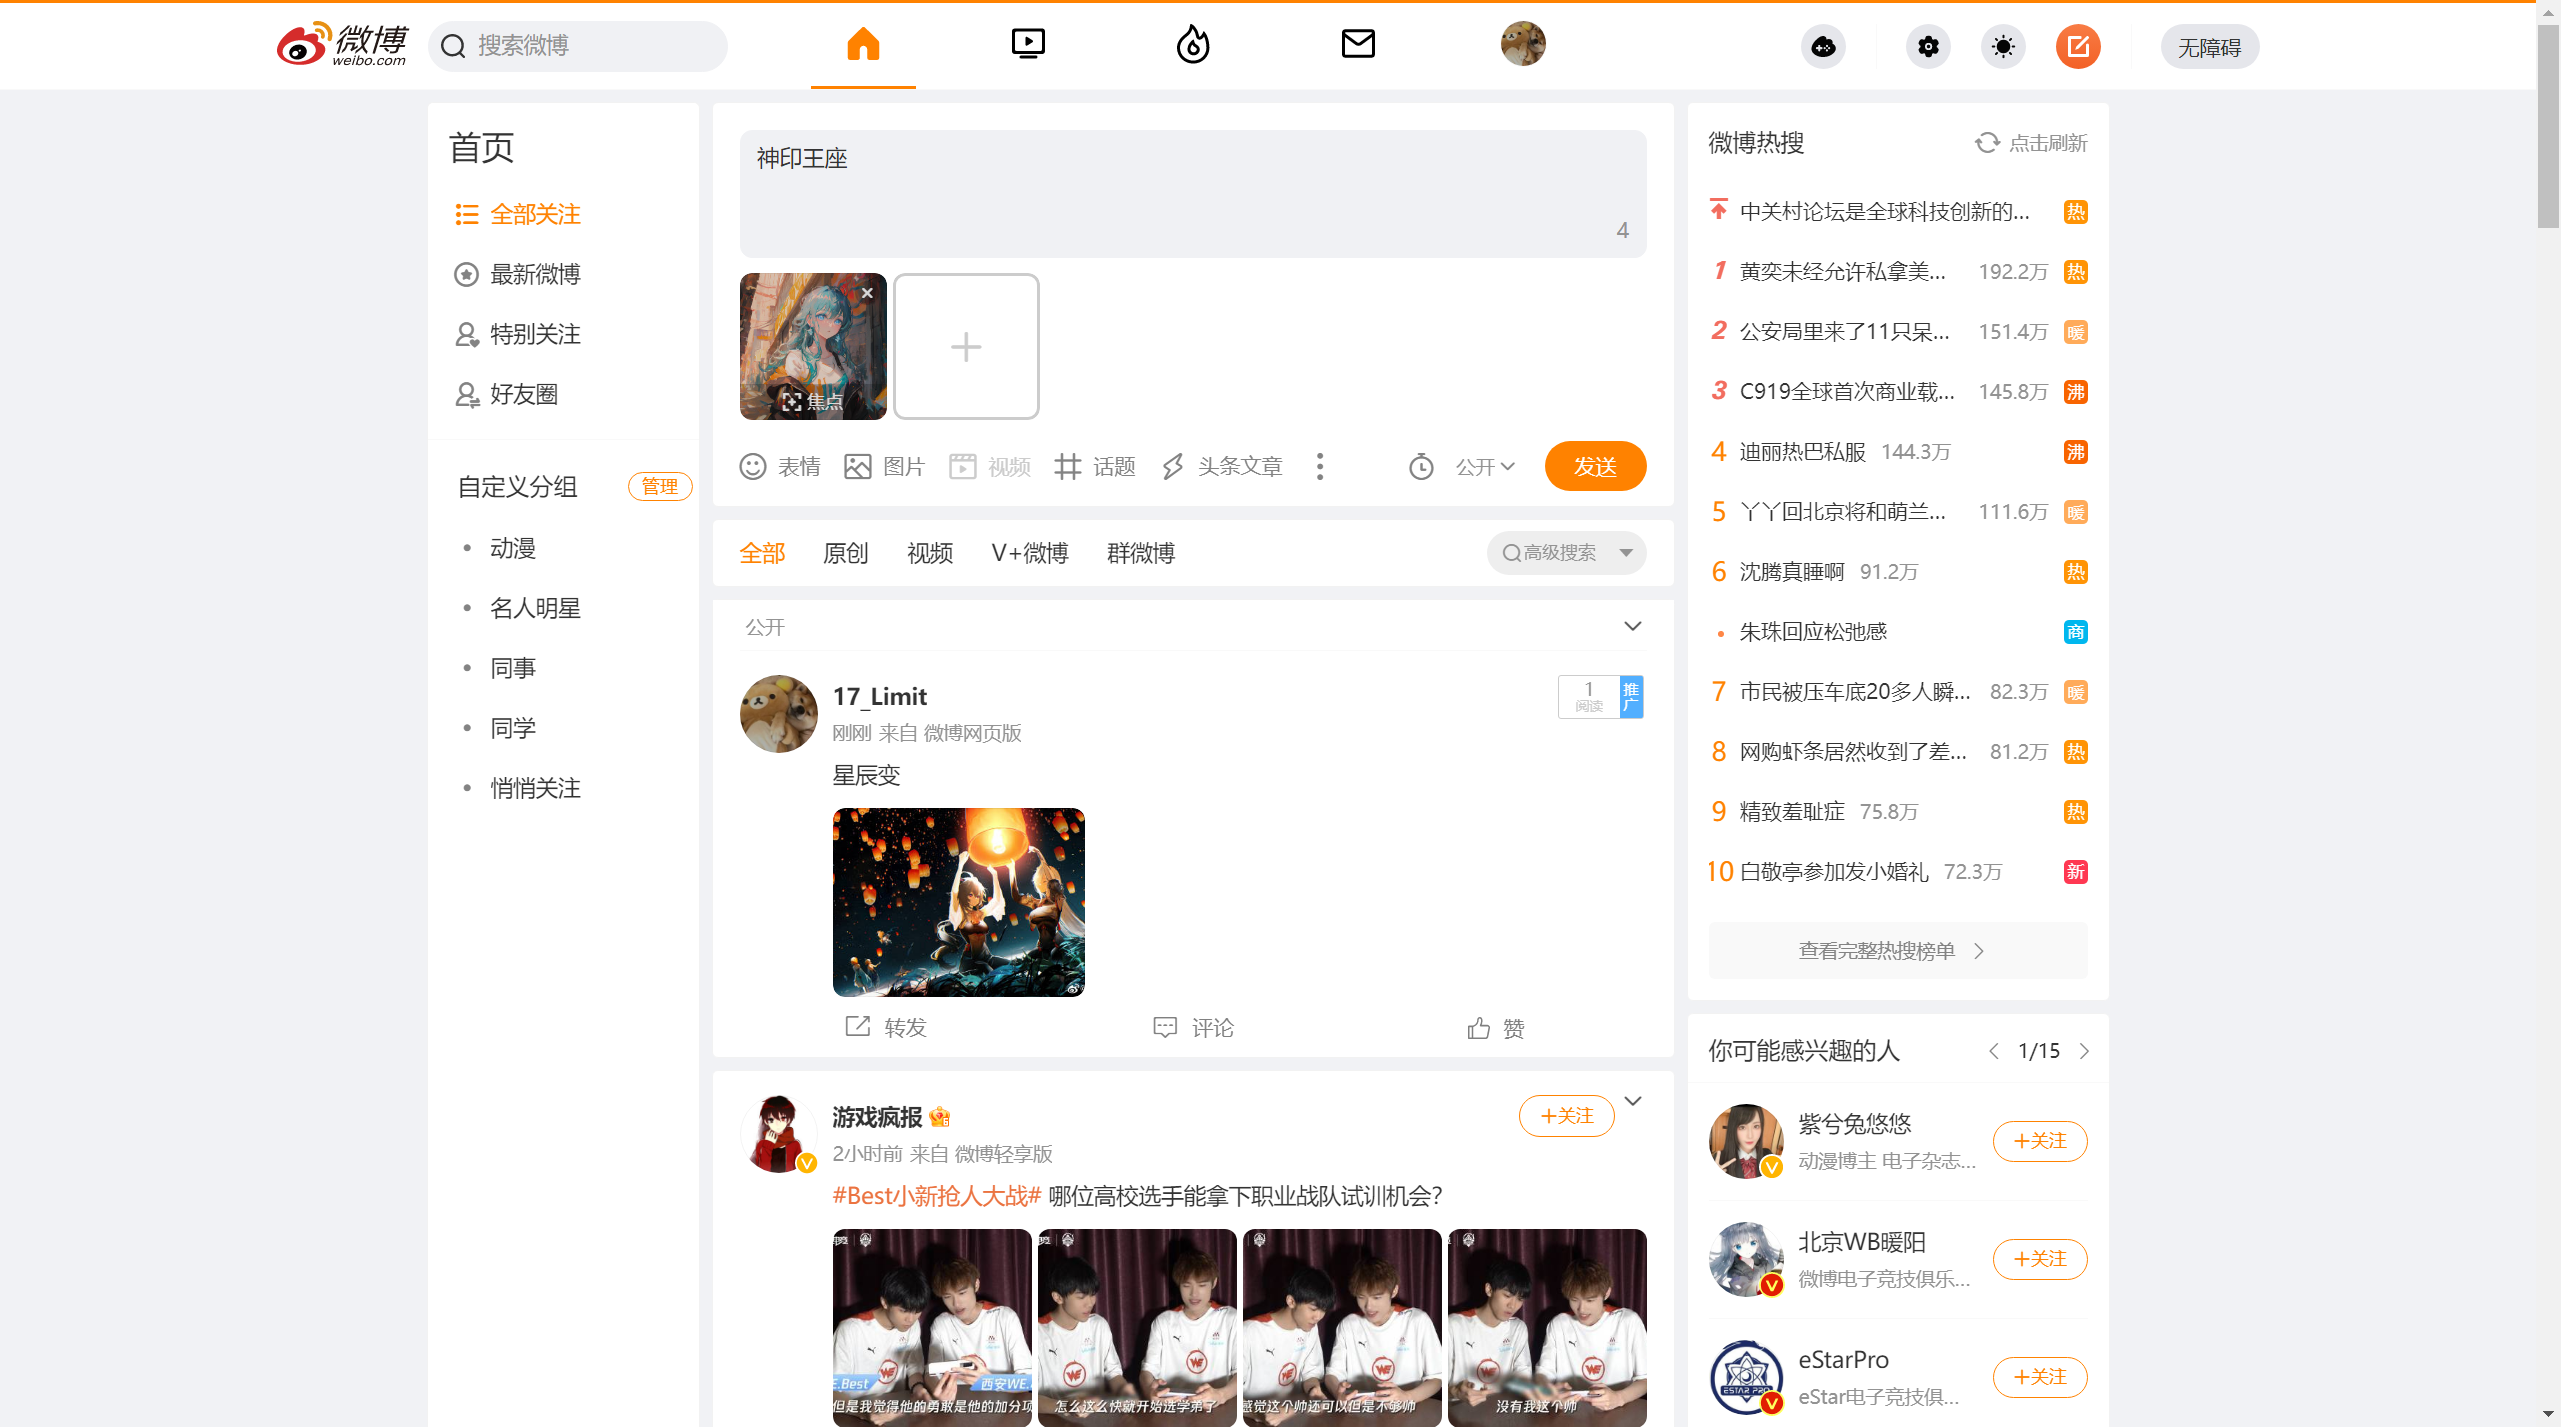 微博
weibo.com
搜索微博
无障碍
首页
全部关注
最新微博
特别关注
好友圈
自定义分组
管理
动漫
名人明星
同事
同学
悄悄关注
神印王座
4
焦点
表情
图片
视频
话题
头条文章
公开
发送
全部
原创
视频
V+微博
群微博
高级搜索
公开
17_Limit
刚刚 来自 微博网页版
1
阅读
推广
星辰变
转发
评论
赞
游戏疯报
+关注
2小时前 来自 微博轻享版
#Best小新抢人大战# 哪位高校选手能拿下职业战队试训机会?
E.Best
西安WE.
但是我觉得他的勇敢是他的加分项
怎么这么快就开始选学弟了
感觉这个帅还可以但是不够帅
没有我这个帅
微博热搜
点击刷新
中关村论坛是全球科技创新的... 热
1 黄奕未经允许私拿美... 192.2万 热
2 公安局里来了11只呆... 151.4万 暖
3 C919全球首次商业载... 145.8万 沸
4 迪丽热巴私服 144.3万 沸
5 丫丫回北京将和萌兰... 111.6万 暖
6 沈腾真睡啊 91.2万 热
朱珠回应松弛感 商
7 市民被压车底20多人瞬... 82.3万 暖
8 网购虾条居然收到了差... 81.2万 热
9 精致羞耻症 75.8万 热
10 白敬亭参加发小婚礼 72.3万 新
查看完整热搜榜单
你可能感兴趣的人
1/15
紫兮兔悠悠
动漫博主 电子杂志...
+关注
北京WB暖阳
微博电子竞技俱乐...
+关注
ESTAR PRO
eStarPro
eStar电子竞技俱...
+关注